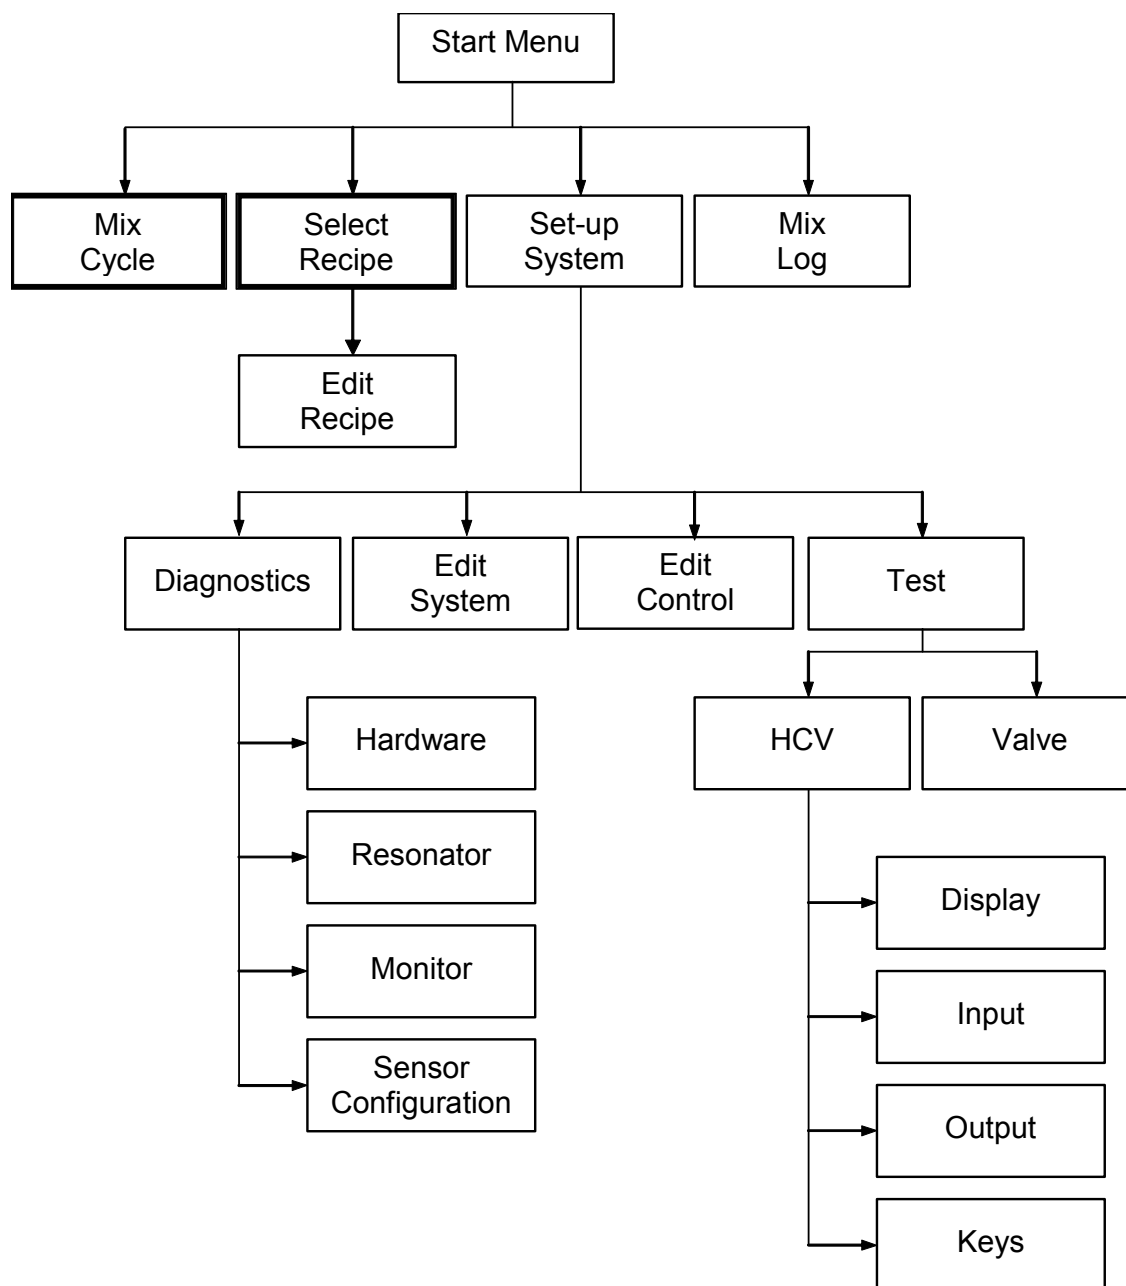 Start Menu
Mix
Cycle
Select
Recipe
Set-up
System
Mix
Log
Edit
Recipe
Diagnostics
Edit
System
Edit
Control
Test
Hardware
Resonator
Monitor
Sensor
Configuration
HCV
Valve
Display
Input
Output
Keys